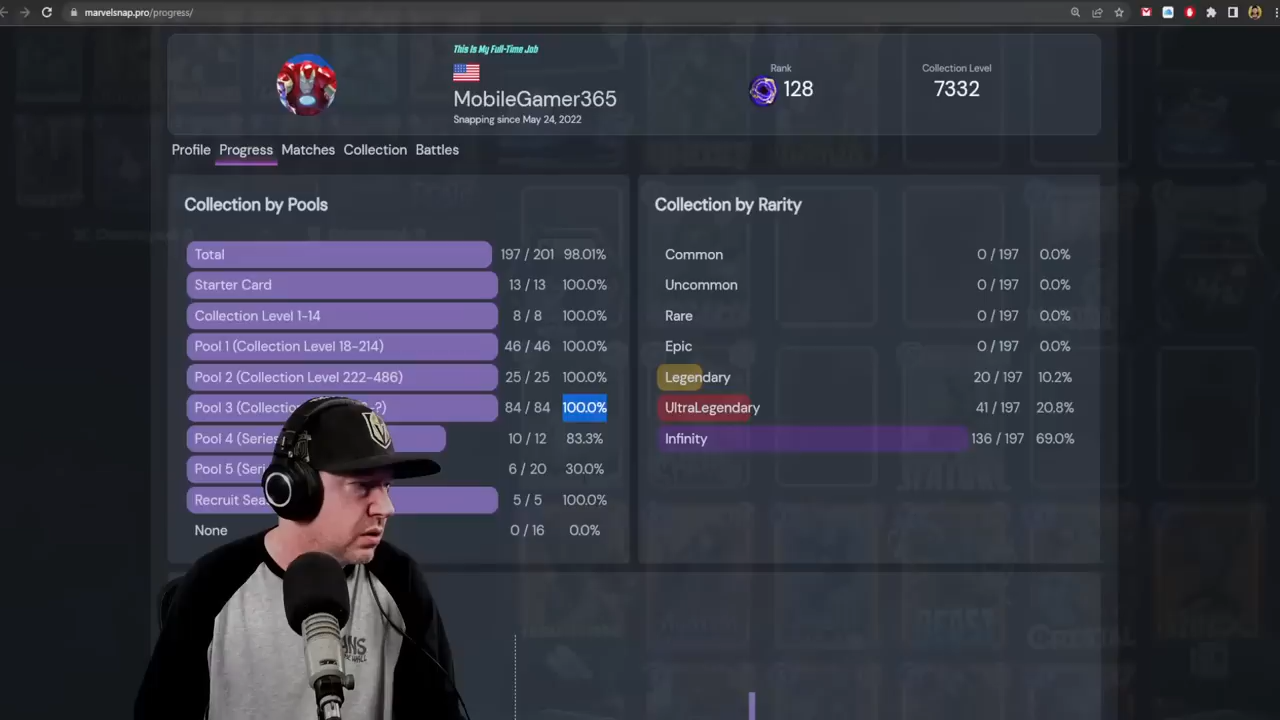 marvelsnap.pro/progress/
This Is My Full-Time Job
MobileGamer365
Snapping since May 24, 2022
Rank
128
Collection Level
7332
Profile Progress Matches Collection Battles
Collection by Pools
Total 197 / 201 98.01%
Starter Card 13 / 13 100.0%
Collection Level 1-14 8 / 8 100.0%
Pool 1 (Collection Level 18-214) 46 / 46 100.0%
Pool 2 (Collection Level 222-486) 25 / 25 100.0%
Pool 3 84 / 84 100.0%
Pool 4 10 / 12 83.3%
Pool 5 6 / 20 30.0%
Recruit 5 / 5 100.0%
None 0 / 16 0.0%
Collection by Rarity
Common 0 / 197 0.0%
Uncommon 0 / 197 0.0%
Rare 0 / 197 0.0%
Epic 0 / 197 0.0%
Legendary 20 / 197 10.2%
UltraLegendary 41 / 197 20.8%
Infinity 136 / 197 69.0%